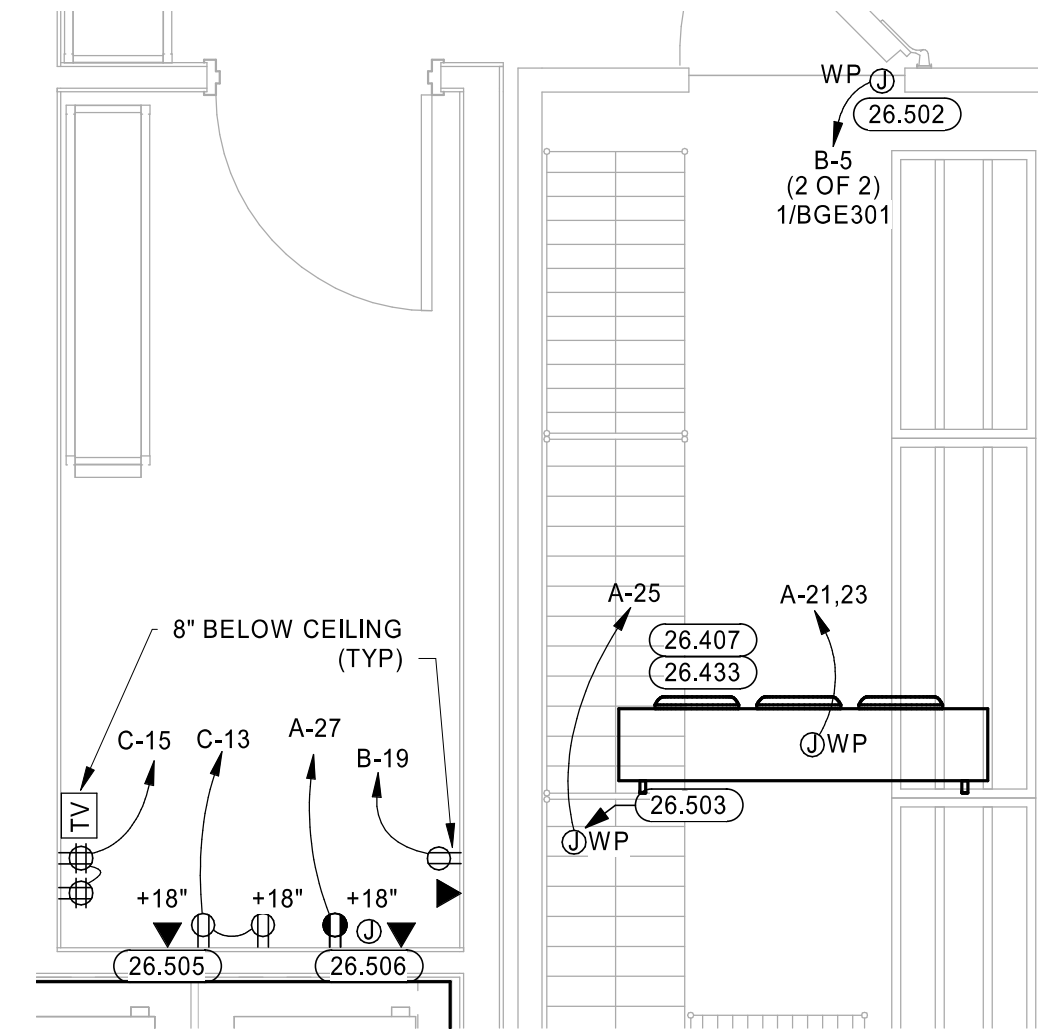 WP J
26.502
B-5
(2 OF 2)
1/BGE301
A-25
A-21,23
8" BELOW CEILING
(TYP)
26.407
26.433
C-15
C-13
A-27
B-19
J WP
26.503
TV
J WP
+18"
+18"
+18"
J
26.505
26.506